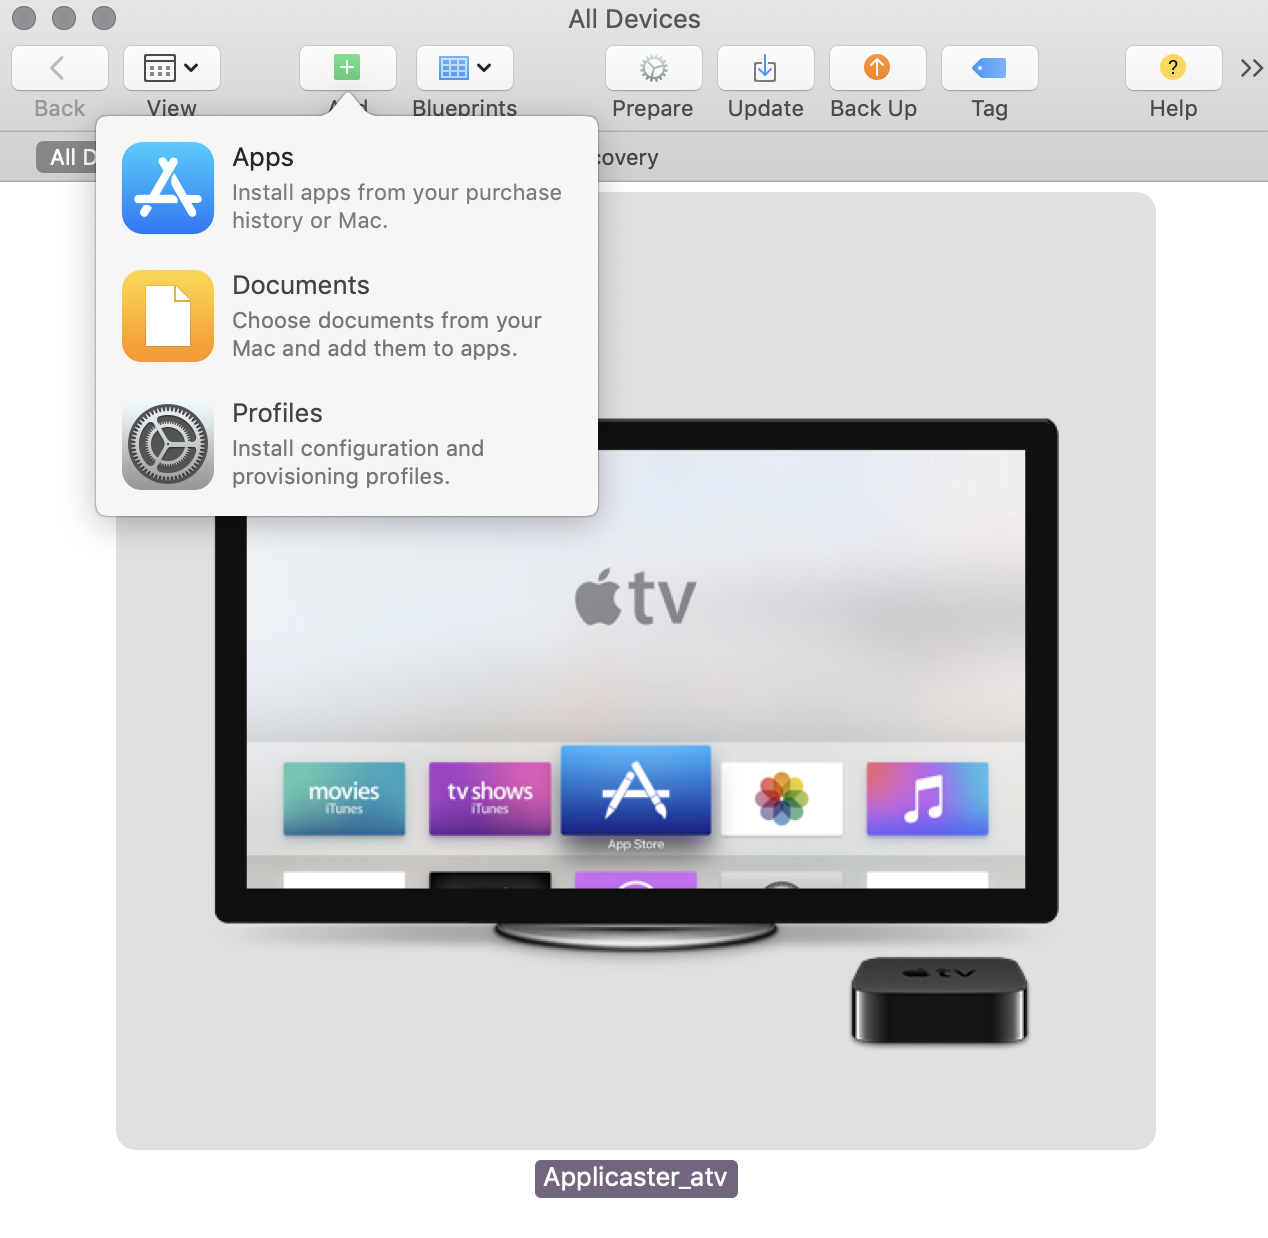 All Devices
Back
View
Blueprints
Prepare
Update
Back Up
Tag
Help
All D
covery
Apps
Install apps from your purchase
history or Mac.
Documents
Choose documents from your
Mac and add them to apps.
Profiles
Install configuration and
provisioning profiles.
tv
movies
iTunes
tv shows
iTunes
App Store
tv
Applicaster_atv